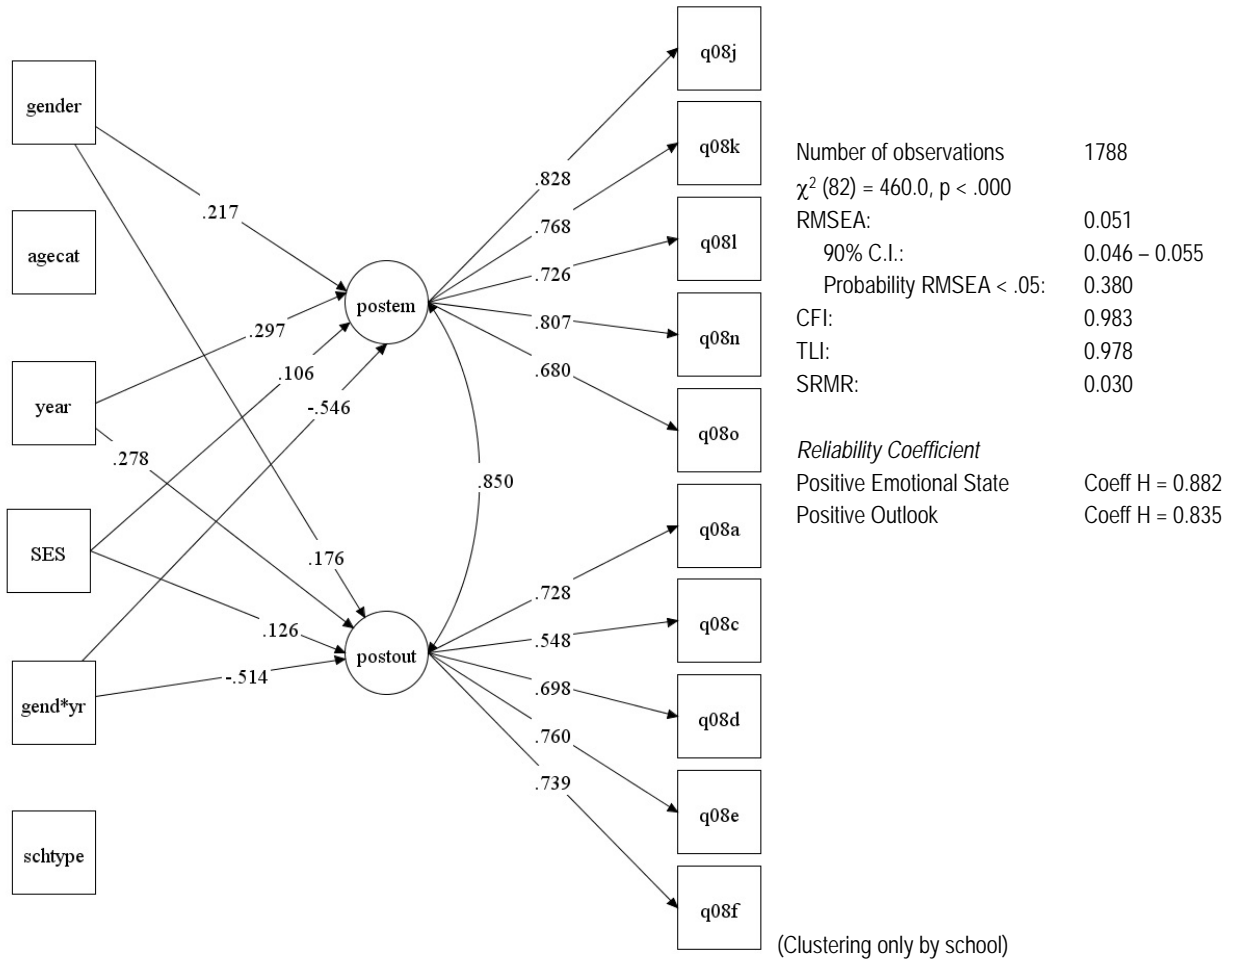 gender
agecat
year
SES
gend*yr
schtype
.217
.297
.106
-.546
.278
.176
.126
-.514
postem
postout
.850
.828
.768
.726
.807
.680
.728
.548
.698
.760
.739
q08j
q08k
q08l
q08n
q08o
q08a
q08c
q08d
q08e
q08f
Number of observations 1788
χ² (82) = 460.0, p < .000
RMSEA: 0.051
90% C.I.: 0.046 – 0.055
Probability RMSEA < .05: 0.380
CFI: 0.983
TLI: 0.978
SRMR: 0.030
Reliability Coefficient
Positive Emotional State Coeff H = 0.882
Positive Outlook Coeff H = 0.835
(Clustering only by school)